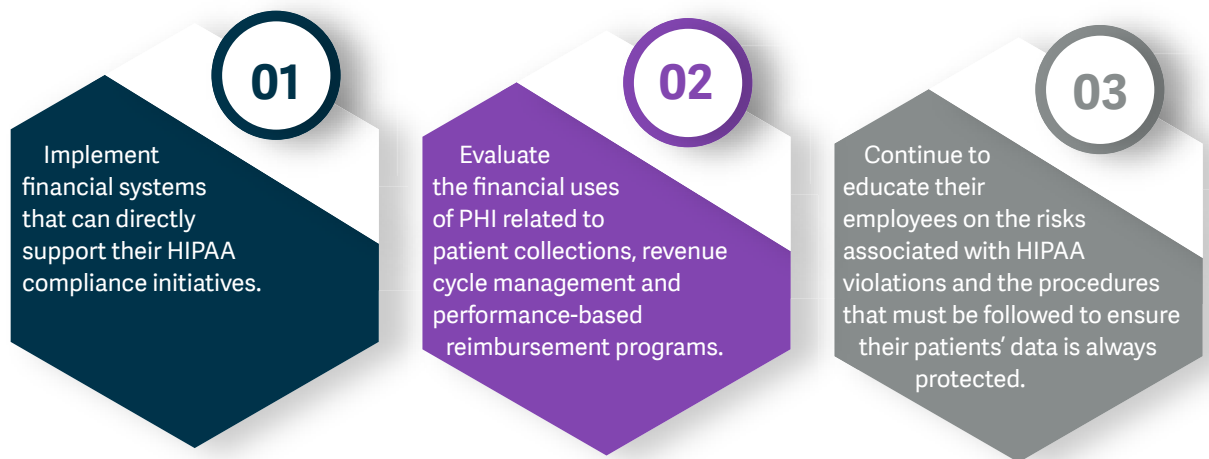 01
Implement
financial systems
that can directly
support their HIPAA
compliance initiatives.
02
Evaluate
the financial uses
of PHI related to
patient collections, revenue
cycle management and
performance-based
reimbursement programs.
03
Continue to
educate their
employees on the risks
associated with HIPAA
violations and the procedures
that must be followed to ensure
their patients’ data is always
protected.